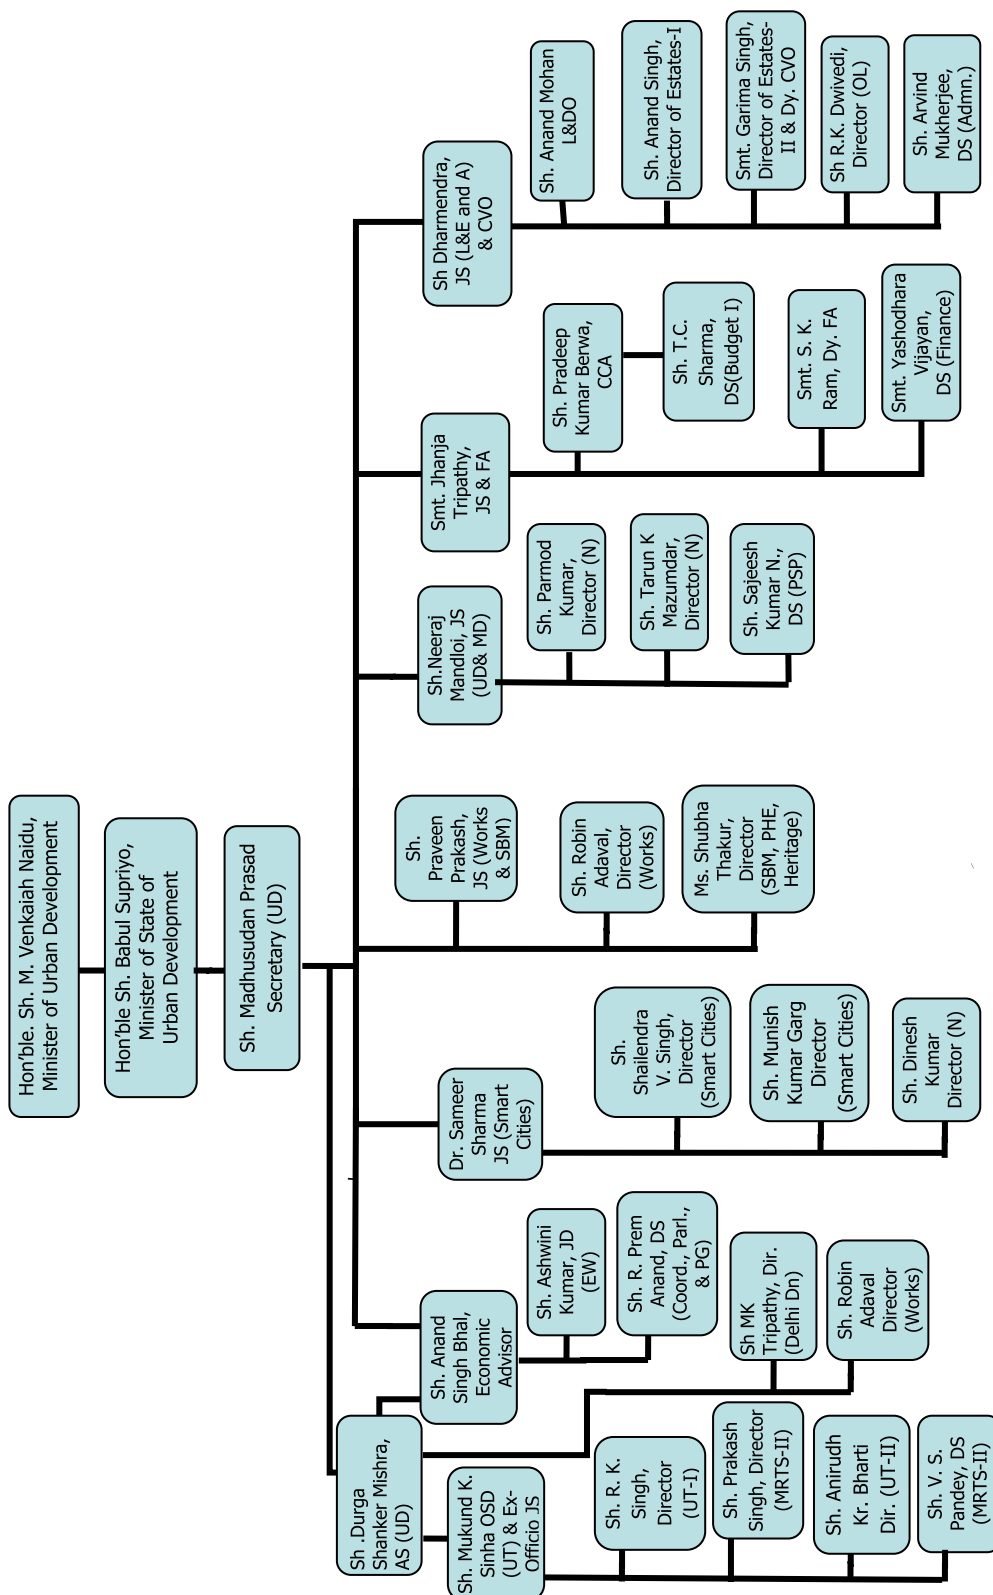 Hon'ble. Sh. M. Venkaiah Naidu,
Minister of Urban Development
Hon'ble Sh. Babul Supriyo,
Minister of State of
Urban Development
Sh. Madhusudan Prasad
Secretary (UD)
Sh .Durga
Shanker Mishra,
AS (UD)
Sh. Mukund K.
Sinha OSD
(UT) & Ex-
Officio JS
Sh. R. K.
Singh,
Director
(UT-I)
Sh. Prakash
Singh, Director
(MRTS-II)
Sh. Anirudh
Kr. Bharti
Dir. (UT-II)
Sh. V. S.
Pandey, DS
(MRTS-II)
Sh MK
Tripathy, Dir.
(Delhi Dn)
Sh. Robin
Adaval
Director
(Works)
Sh. Anand
Singh Bhal,
Economic
Advisor
Sh. Ashwini
Kumar, JD
(EW)
Sh. R. Prem
Anand, DS
(Coord., Parl.,
& PG)
Dr. Sameer
Sharma
JS (Smart
Cities)
Sh.
Shailendra
V. Singh,
Director
(Smart Cities)
Sh. Munish
Kumar Garg
Director
(Smart Cities)
Sh. Dinesh
Kumar
Director (N)
Sh.
Praveen
Prakash,
JS (Works
& SBM)
Sh. Robin
Adaval,
Director
(Works)
Ms. Shubha
Thakur,
Director
(SBM, PHE,
Heritage)
Sh.Neeraj
Mandloi, JS
(UD& MD)
Sh. Parmod
Kumar,
Director (N)
Sh. Tarun K
Mazumdar,
Director (N)
Sh. Sajeesh
Kumar N.,
DS (PSP)
Smt. Jhanja
Tripathy,
JS & FA
Sh. Pradeep
Kumar Berwa,
CCA
Sh. T.C.
Sharma,
DS(Budget I)
Smt. S. K.
Ram, Dy. FA
Smt. Yashodhara
Vijayan,
DS (Finance)
Sh Dharmendra,
JS (L&E and A)
& CVO
Sh. Anand Mohan
L&DO
Sh. Anand Singh,
Director of Estates-I
Smt. Garima Singh,
Director of Estates-
II & Dy. CVO
Sh R.K. Dwivedi,
Director (OL)
Sh. Arvind
Mukherjee,
DS (Admn.)